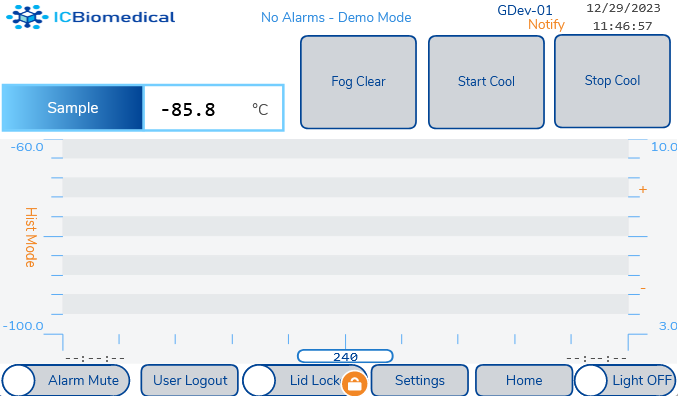 ICBiomedical
No Alarms - Demo Mode
GDev-01
Notify
12/29/2023
11:46:57
Fog Clear
Start Cool
Stop Cool
Sample
-85.8
°C
-60.0
10.0
+
Hist Mode
-
-100.0
3.0
--:--:--
240
--:--:--
Alarm Mute
User Logout
Lid Lock
Settings
Home
Light OFF